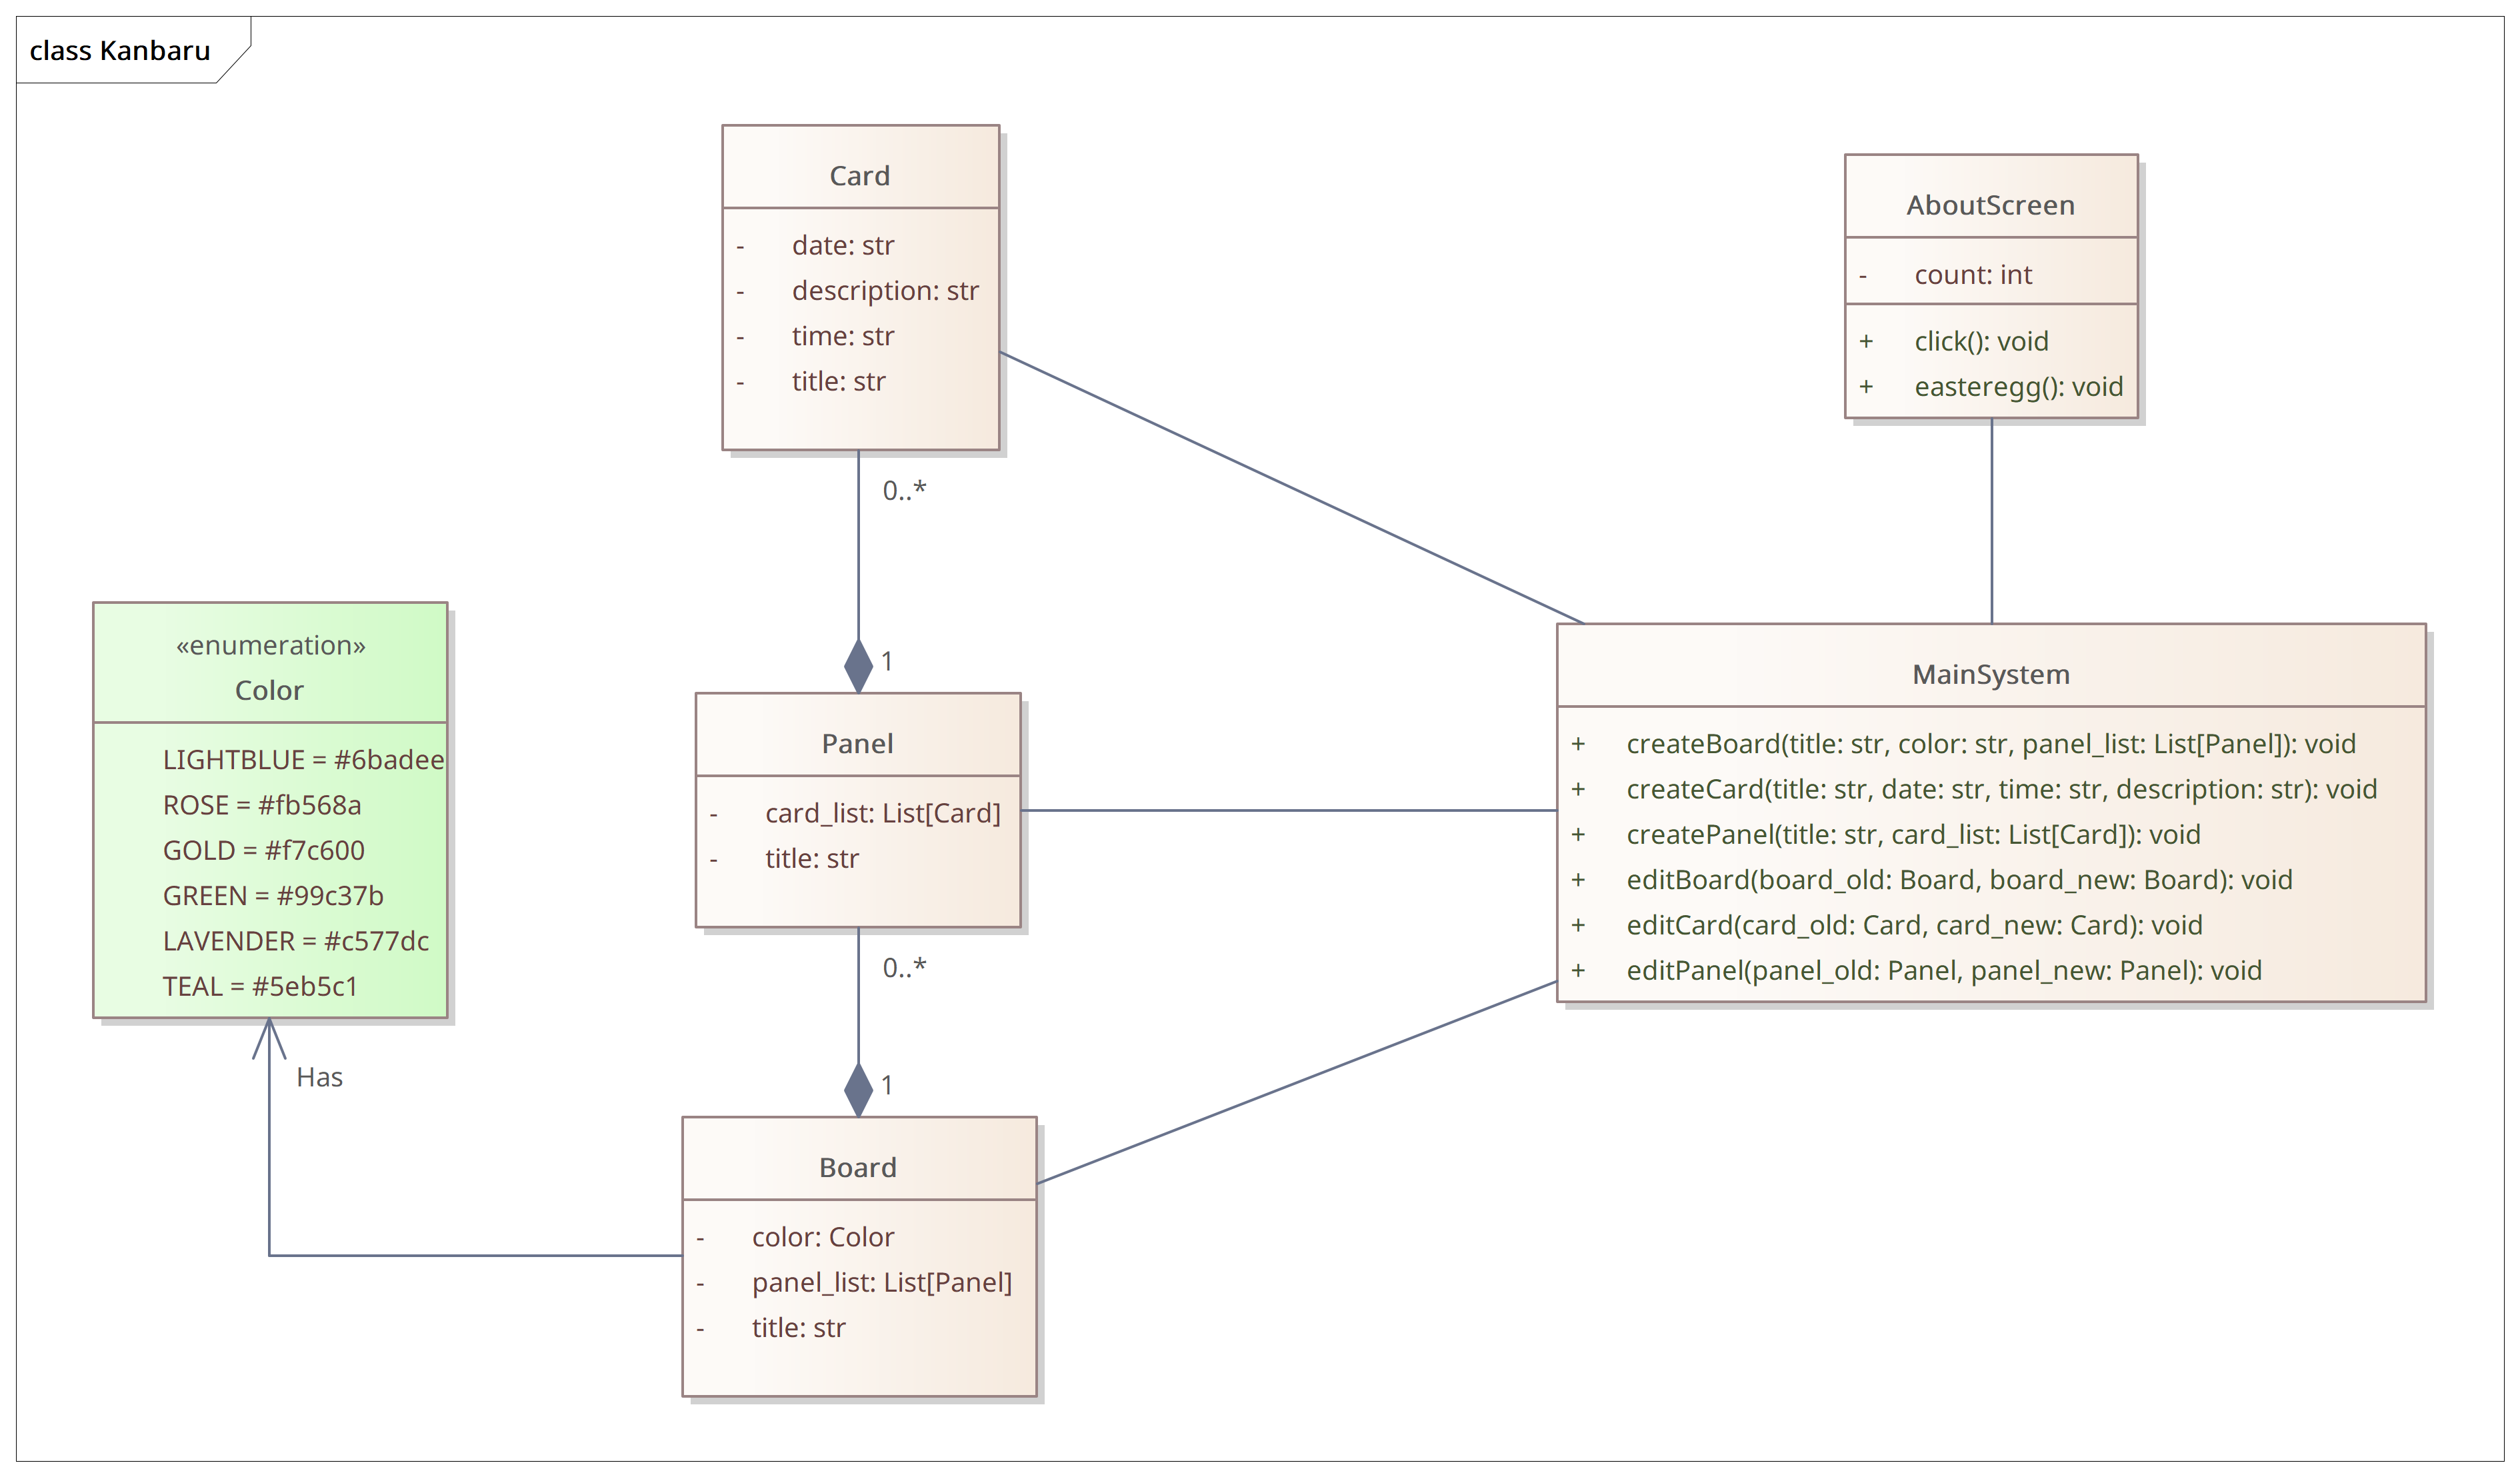 class Kanbaru
Card
- date: str
- description: str
- time: str
- title: str
AboutScreen
- count: int
+ click(): void
+ easteregg(): void
0..*
1
«enumeration»
Color
LIGHTBLUE = #6badee
ROSE = #fb568a
GOLD = #f7c600
GREEN = #99c37b
LAVENDER = #c577dc
TEAL = #5eb5c1
Panel
- card_list: List[Card]
- title: str
MainSystem
+ createBoard(title: str, color: str, panel_list: List[Panel]): void
+ createCard(title: str, date: str, time: str, description: str): void
+ createPanel(title: str, card_list: List[Card]): void
+ editBoard(board_old: Board, board_new: Board): void
+ editCard(card_old: Card, card_new: Card): void
+ editPanel(panel_old: Panel, panel_new: Panel): void
0..*
1
Has
Board
- color: Color
- panel_list: List[Panel]
- title: str